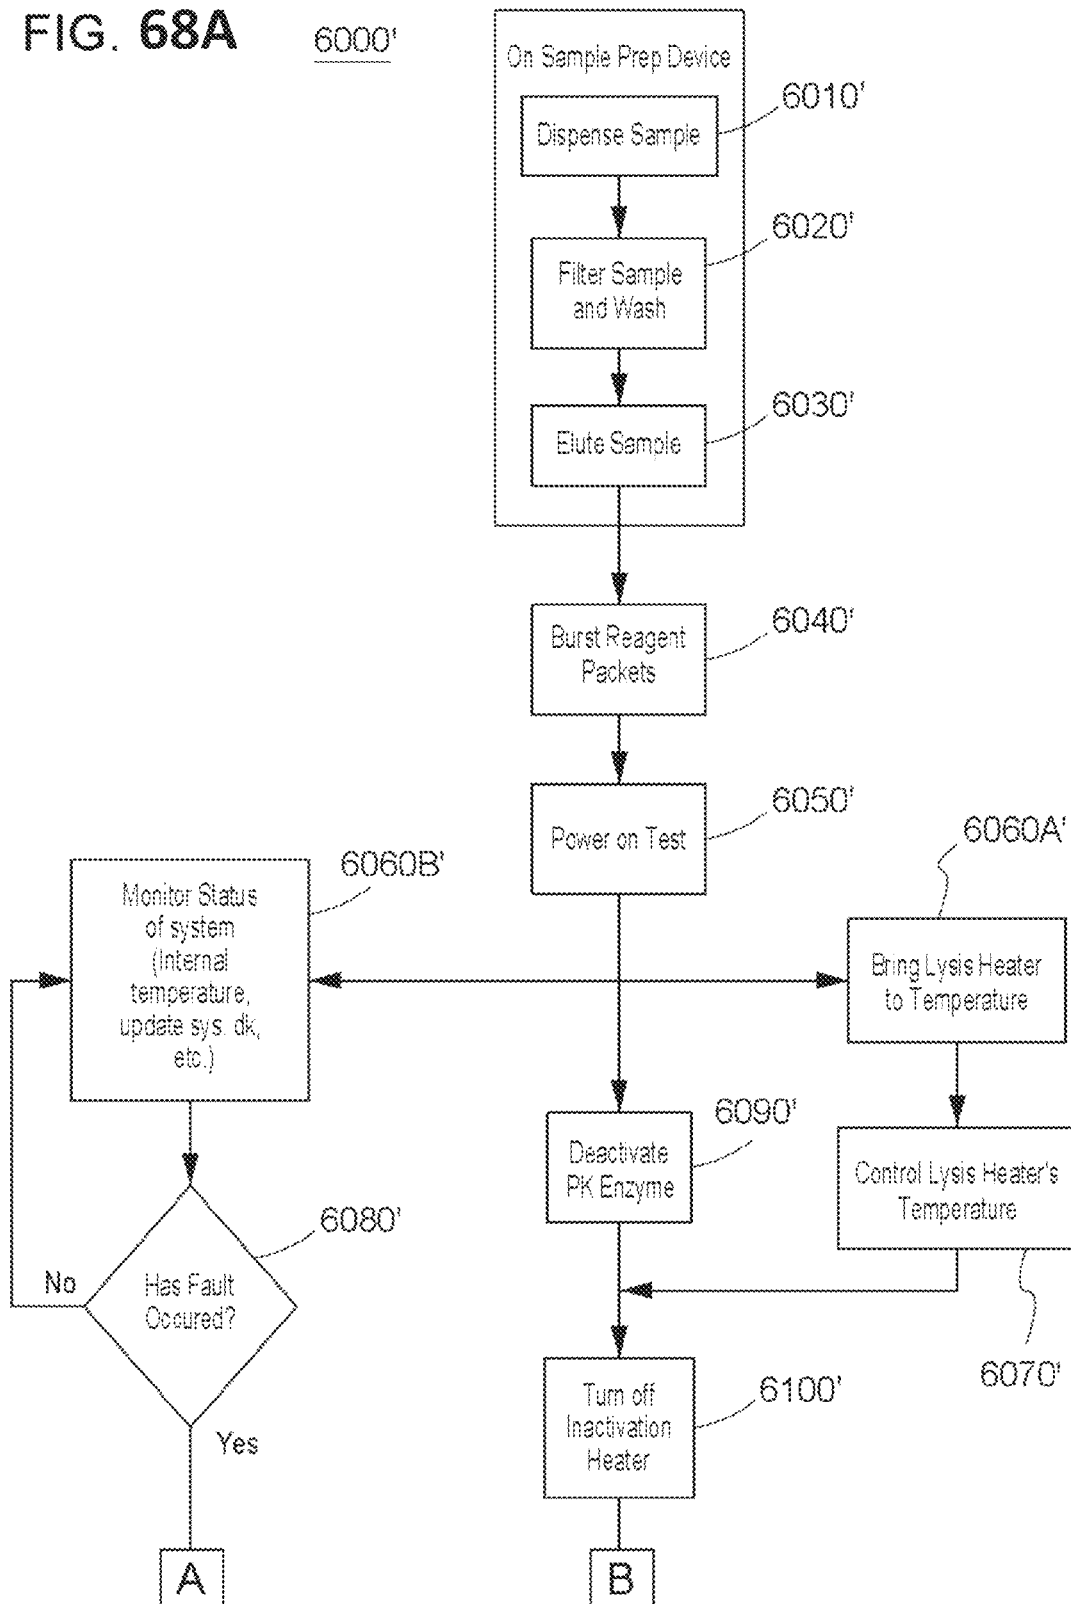 FIG. 68A
6000'
On Sample Prep Device
6010'
Dispense Sample
6020'
Filter Sample
and Wash
6030'
Elute Sample
6040'
Burst Reagent
Packets
6050'
Power on Test
6060A'
6060B'
Monitor Status
of system
(Internal
temperature,
update sys. dk,
etc.)
Bring Lysis Heater
to Temperature
6090'
Deactivate
PK Enzyme
Control Lysis Heater's
Temperature
6080'
No
Has Fault
Occured?
6070'
Yes
6100'
Turn off
Inactivation
Heater
A
B